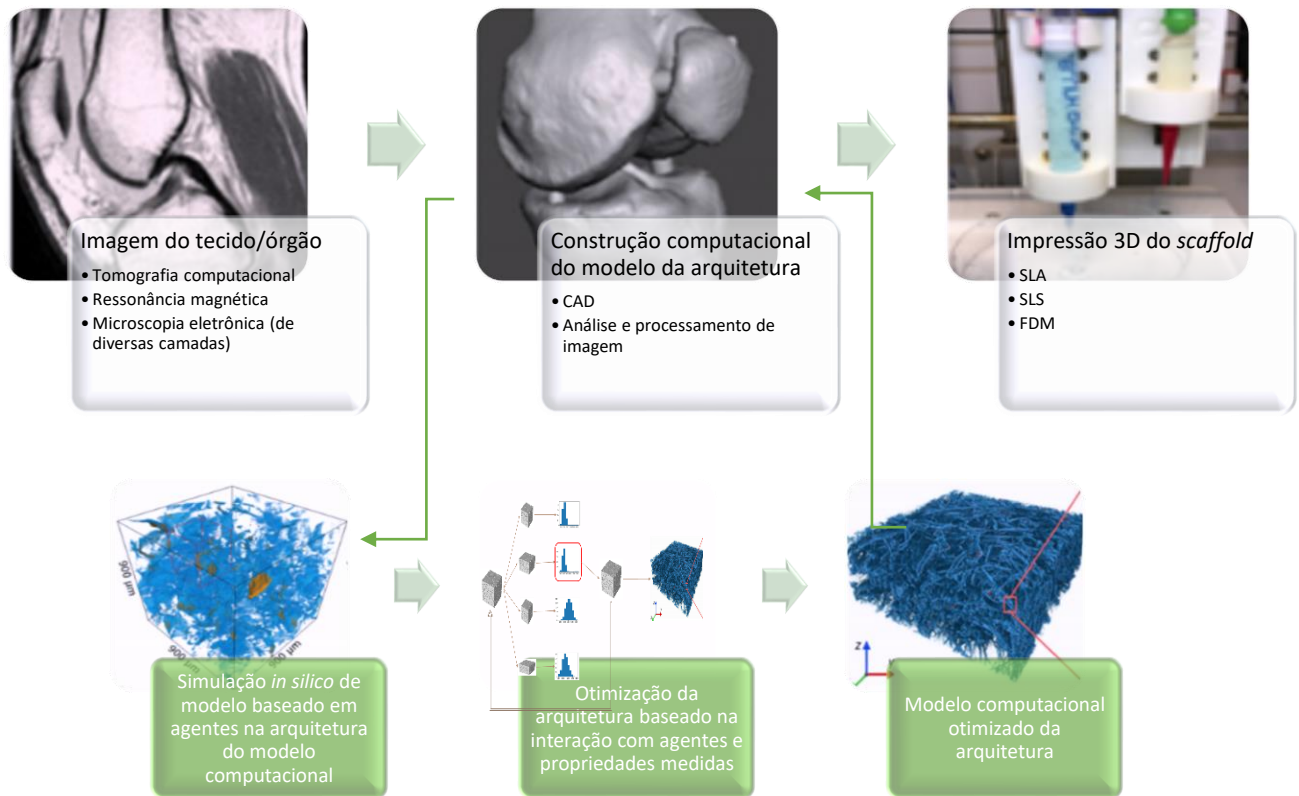 Imagem do tecido/órgão
• Tomografia computacional
• Ressonância magnética
• Microscopia eletrônica (de
diversas camadas)
Construção computacional
do modelo da arquitetura
• CAD
• Análise e processamento de
imagem
Impressão 3D do scaffold
• SLA
• SLS
• FDM
900 µm
900 µm
900 µm
Simulação in silico de
modelo baseado em
agentes na arquitetura
do modelo
computacional
Otimização da
arquitetura baseado na
interação com agentes e
propriedades medidas
z
Modelo computacional
otimizado da
arquitetura